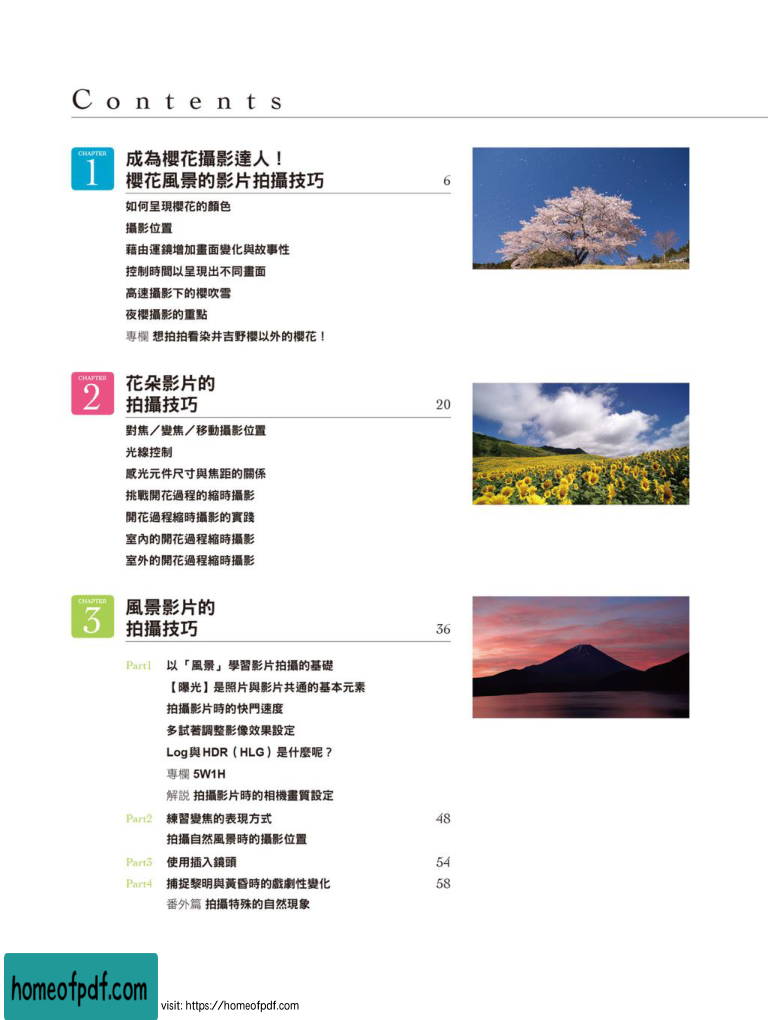 Contents
CHAPTER
1
成為櫻花攝影達人！
櫻花風景的影片拍攝技巧 6
如何呈現櫻花的顏色
攝影位置
藉由運鏡增加畫面變化與故事性
控制時間以呈現出不同畫面
高速攝影下的櫻吹雪
夜櫻攝影的重點
專欄 想拍拍看染井吉野櫻以外的櫻花！
CHAPTER
2
花朵影片的
拍攝技巧 20
對焦／變焦／移動攝影位置
光線控制
感光元件尺寸與焦距的關係
挑戰開花過程的縮時攝影
開花過程縮時攝影的實踐
室內的開花過程縮時攝影
室外的開花過程縮時攝影
CHAPTER
3
風景影片的
拍攝技巧 36
Part1 以「風景」學習影片拍攝的基礎
【曝光】是照片與影片共通的基本元素
拍攝影片時的快門速度
多試著調整影像效果設定
Log與HDR（HLG）是什麼呢？
專欄 5W1H
解説 拍攝影片時的相機畫質設定
Part2 練習變焦的表現方式 48
拍攝自然風景時的攝影位置
Part3 使用插入鏡頭 54
Part4 捕捉黎明與黃昏時的戲劇性變化 58
番外篇 拍攝特殊的自然現象
homeofpdf.com
visit: https://homeofpdf.com